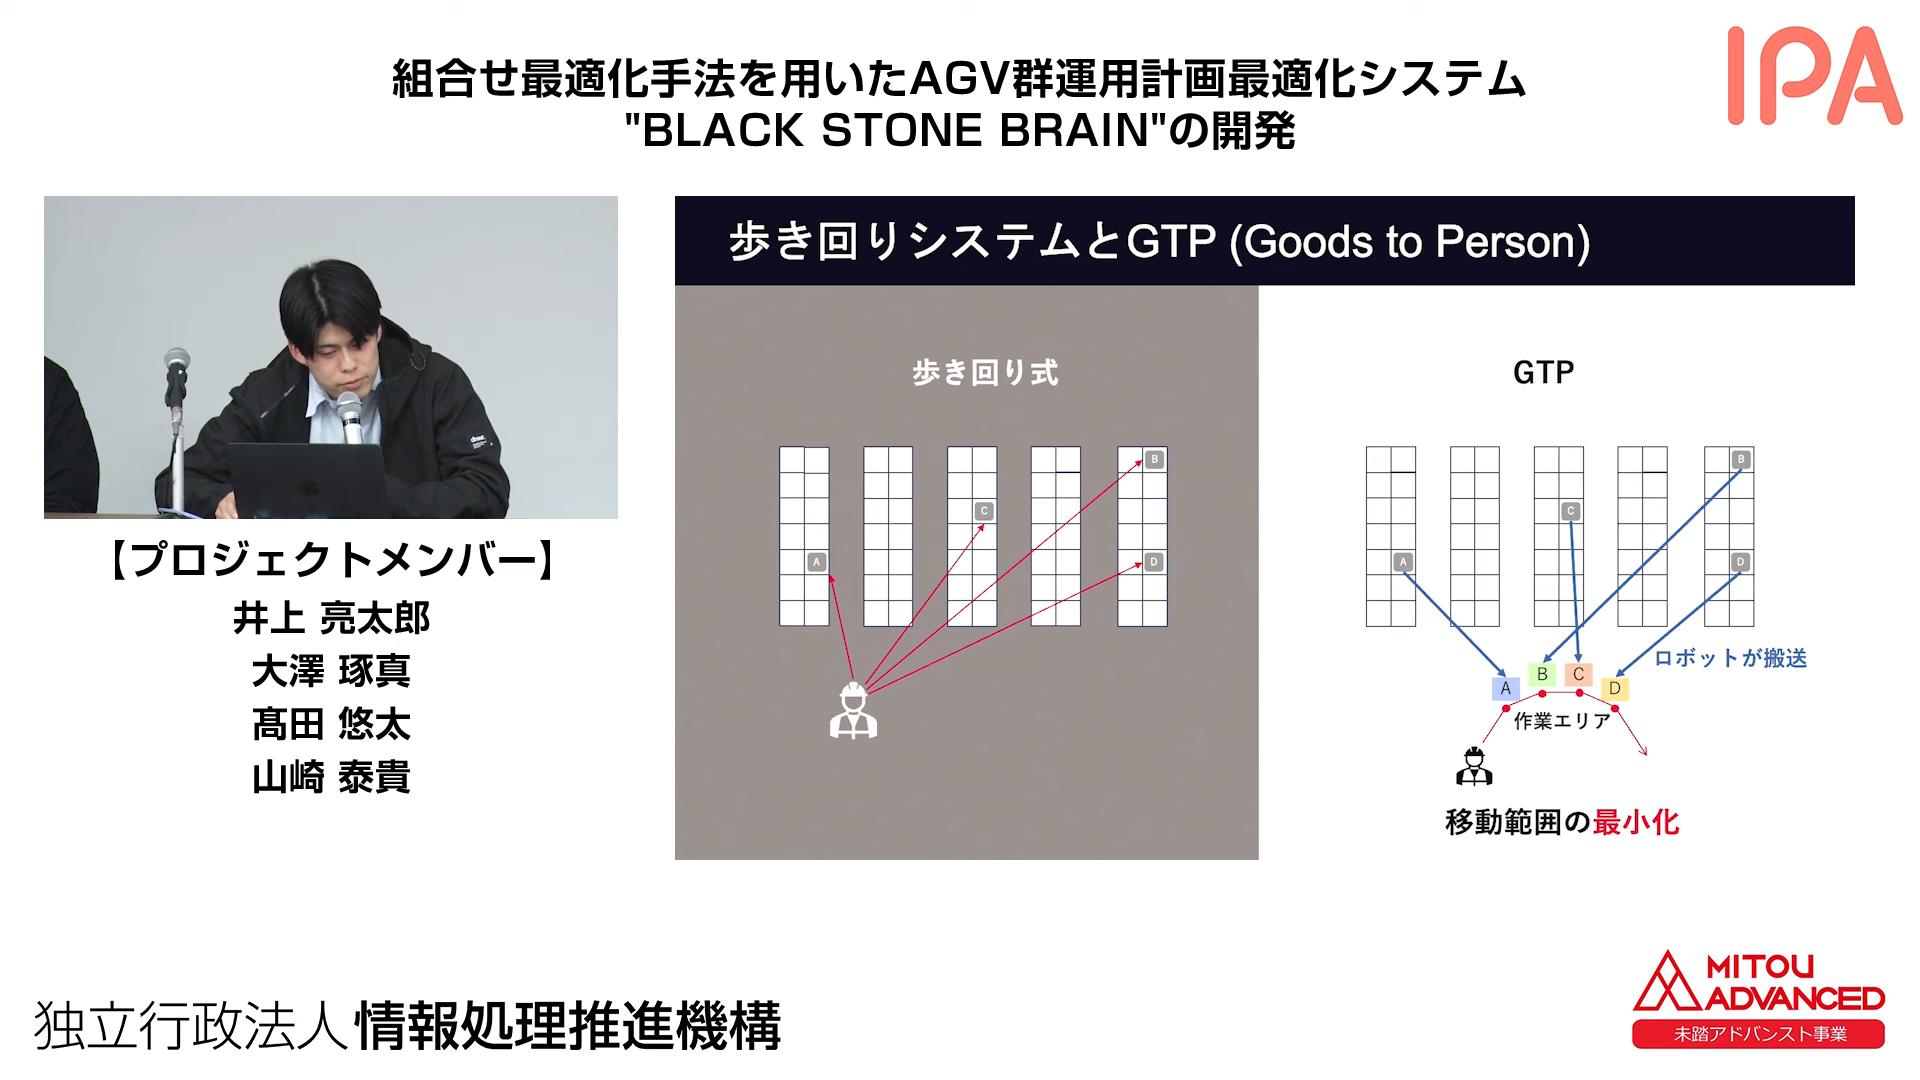 組合せ最適化手法を用いたAGV群運用計画最適化システム
"BLACK STONE BRAIN"の開発
IPA
歩き回りシステムとGTP (Goods to Person)
歩き回り式
B
C
A
D
GTP
B
C
A
D
ロボットが搬送
A
B
C
D
作業エリア
移動範囲の最小化
【プロジェクトメンバー】
井上 亮太郎
大澤 琢真
髙田 悠太
山崎 泰貴
独立行政法人情報処理推進機構
MITOU
ADVANCED
未踏アドバンスト事業